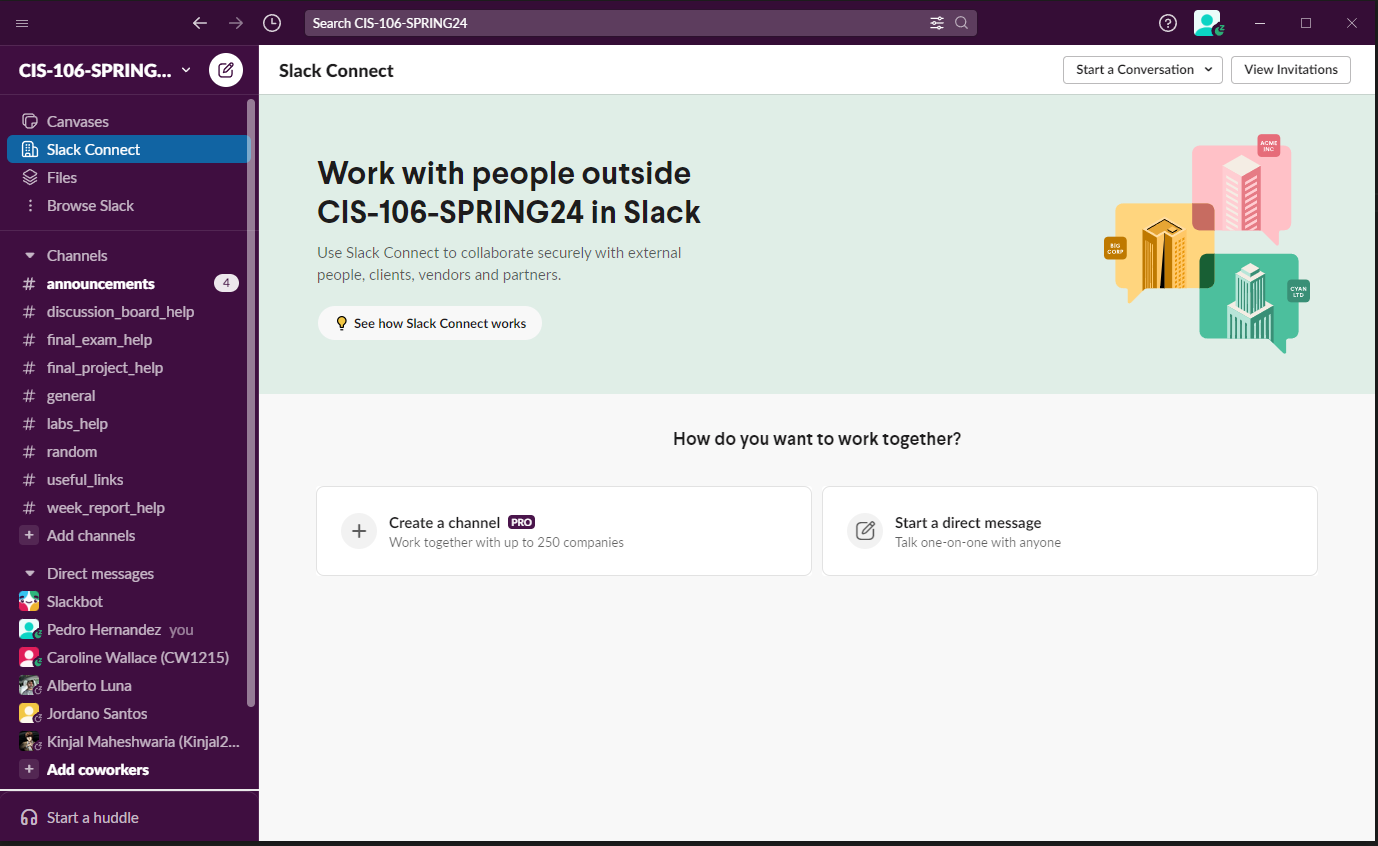 Search CIS-106-SPRING24
CIS-106-SPRING...
Canvases
Slack Connect
Files
Browse Slack
Channels
# announcements 4
# discussion_board_help
# final_exam_help
# final_project_help
# general
# labs_help
# random
# useful_links
# week_report_help
+ Add channels
Direct messages
Slackbot
Pedro Hernandez you
Caroline Wallace (CW1215)
Alberto Luna
Jordano Santos
Kinjal Maheshwaria (Kinjal2...
+ Add coworkers
Start a huddle
Slack Connect
Start a Conversation
View Invitations
Work with people outside
CIS-106-SPRING24 in Slack
Use Slack Connect to collaborate securely with external
people, clients, vendors and partners.
See how Slack Connect works
ACME
INC
BIG
CORP
CYAN
LTD
How do you want to work together?
Create a channel PRO
Work together with up to 250 companies
Start a direct message
Talk one-on-one with anyone